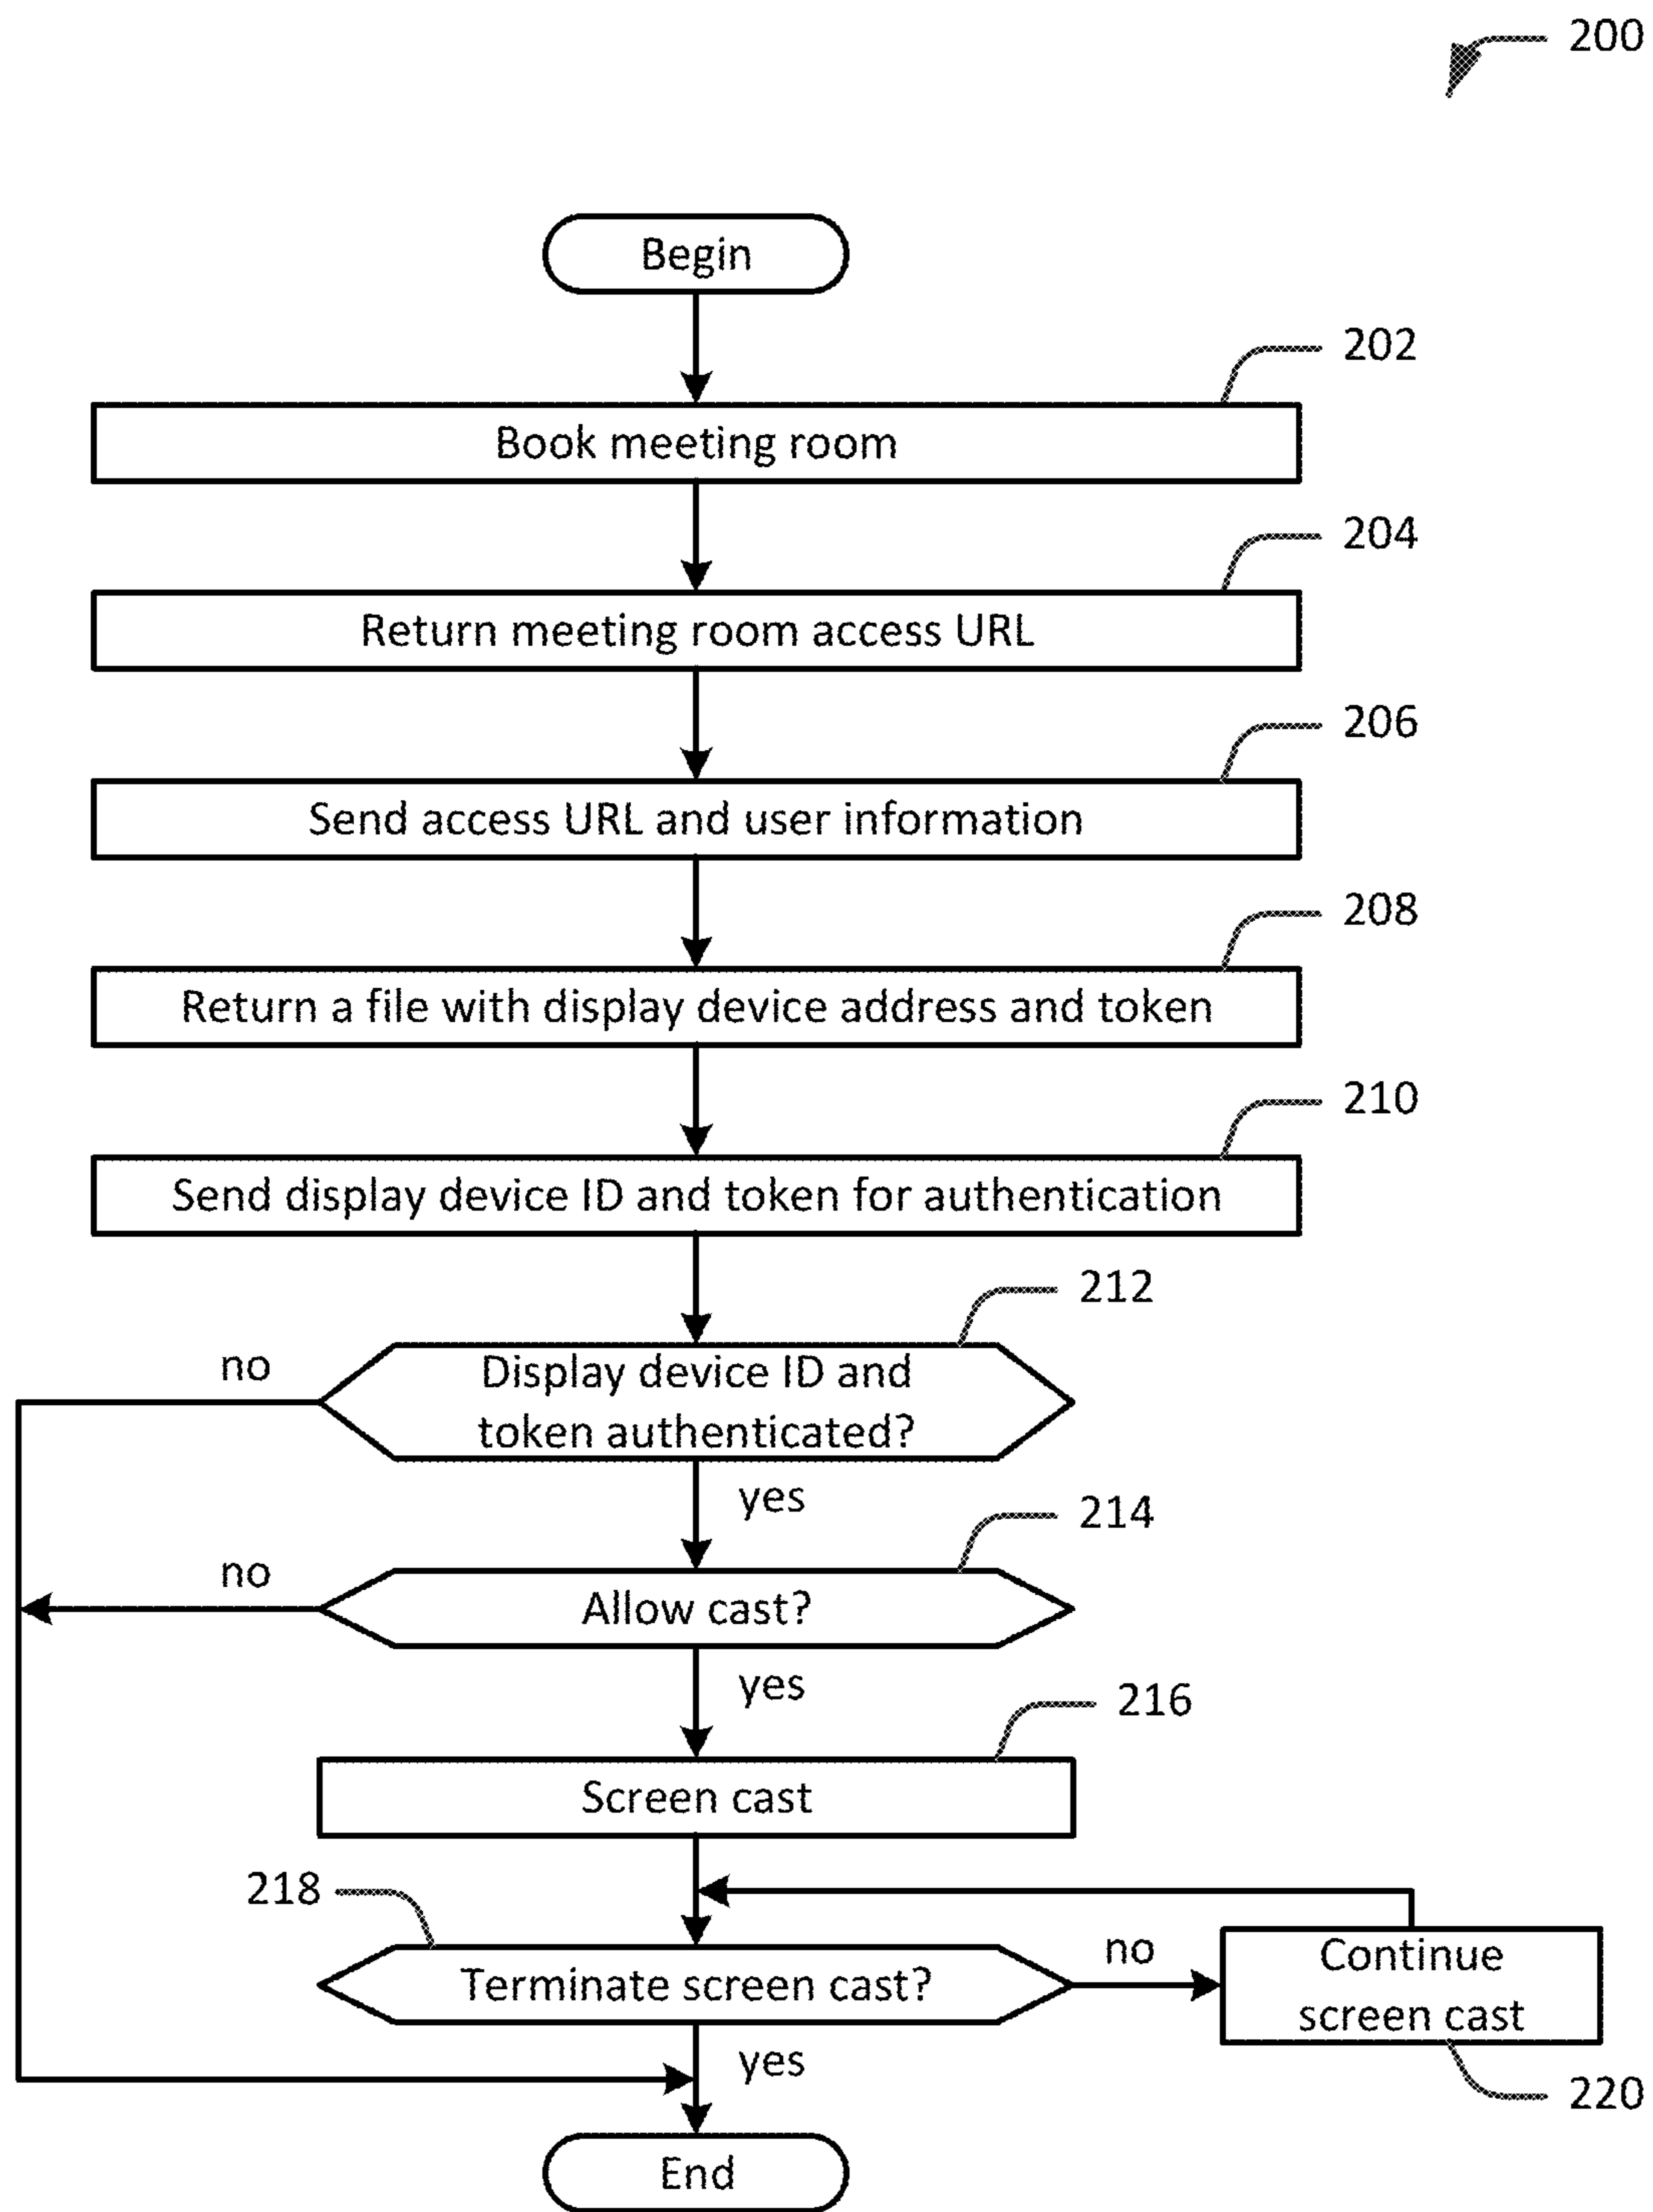 200
Begin
202
Book meeting room
204
Return meeting room access URL
206
Send access URL and user information
208
Return a file with display device address and token
210
Send display device ID and token for authentication
212
no
Display device ID and
token authenticated?
yes
214
no
Allow cast?
yes
216
Screen cast
218
Terminate screen cast?
no
Continue
screen cast
yes
220
End